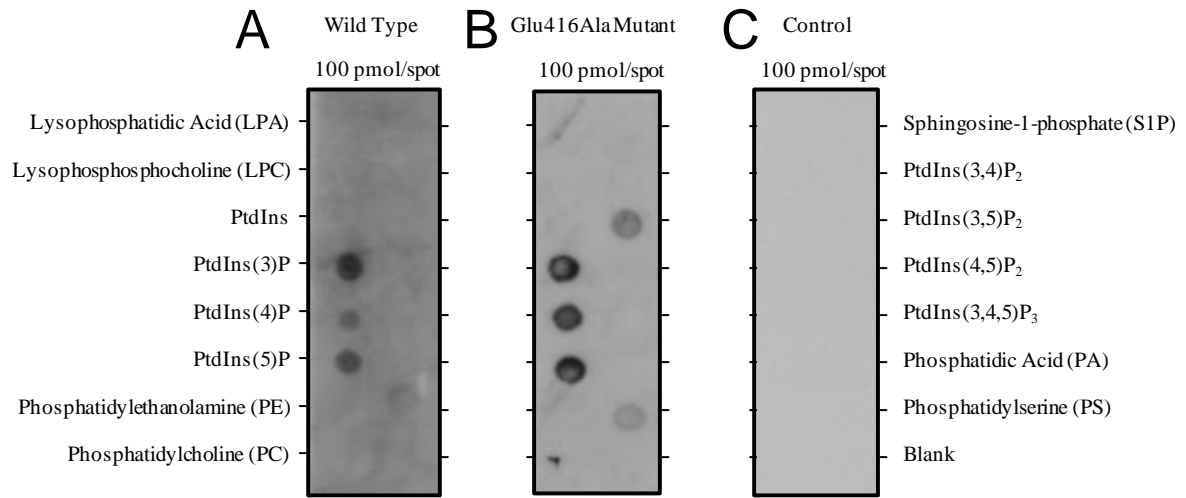 A Wild Type
B Glu416Ala Mutant
C Control
100 pmol/spot
100 pmol/spot
100 pmol/spot
Lysophosphatidic Acid (LPA)
Lysophosphocholine (LPC)
PtdIns
PtdIns(3)P
PtdIns(4)P
PtdIns(5)P
Phosphatidylethanolamine (PE)
Phosphatidylcholine (PC)
Sphingosine-1-phosphate (S1P)
PtdIns(3,4)P₂
PtdIns(3,5)P₂
PtdIns(4,5)P₂
PtdIns(3,4,5)P₃
Phosphatidic Acid (PA)
Phosphatidylserine (PS)
Blank